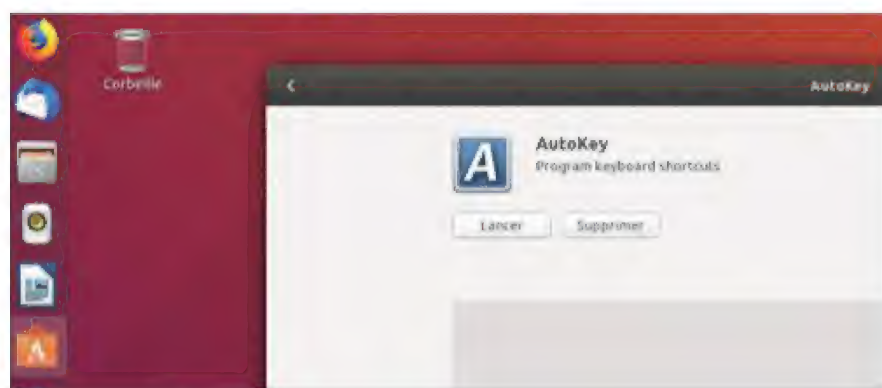 Corbeille
AutoKey
AutoKey
Program keyboard shortcuts
Lancer
Supprimer